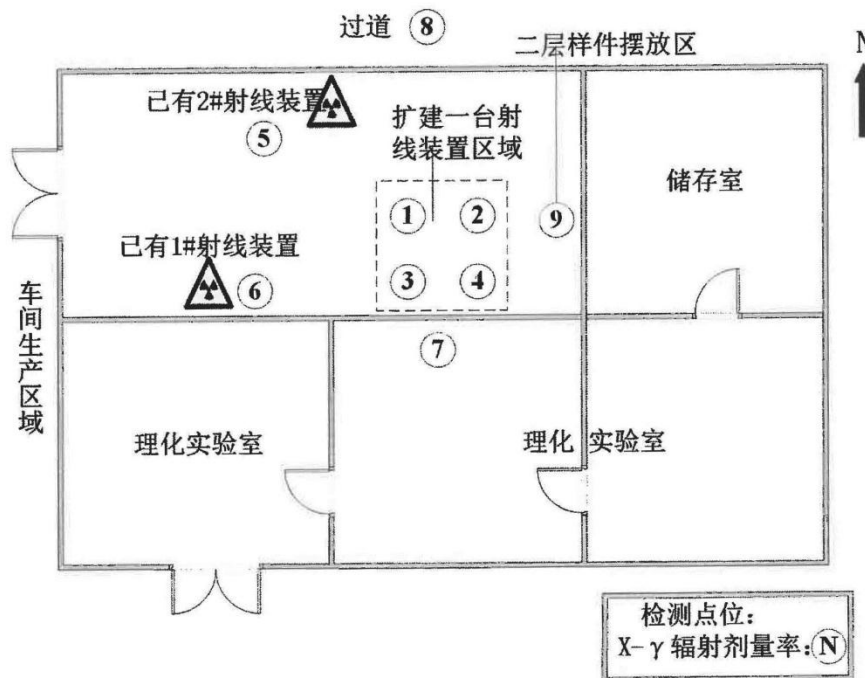 过道 ⑧
二层样件摆放区
N
已有2#射线装置
⑤
扩建一台射
线装置区域
储存室
① ②
⑨
已有1#射线装置
⑥
③ ④
车间生产区域
⑦
理化实验室
理化 实验室
检测点位:
X-γ辐射剂量率:Ⓝ